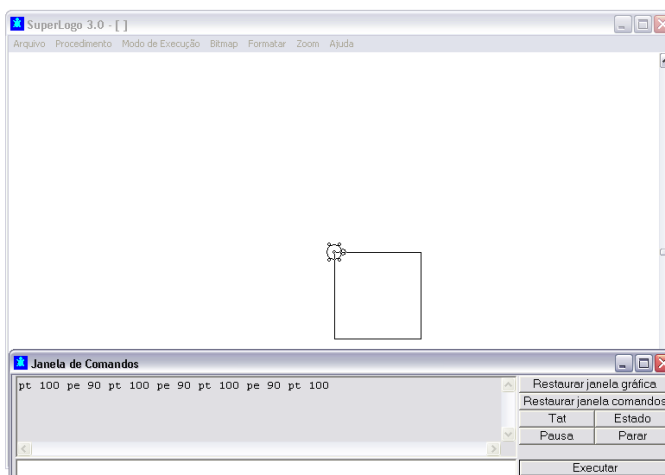 SuperLogo 3.0 - [ ]
Arquivo Procedimento Modo de Execução Bitmap Formatar Zoom Ajuda
Janela de Comandos
pt 100 pe 90 pt 100 pe 90 pt 100 pe 90 pt 100
Restaurar janela gráfica
Restaurar janela comandos
Tat Estado
Pausa Parar
Executar